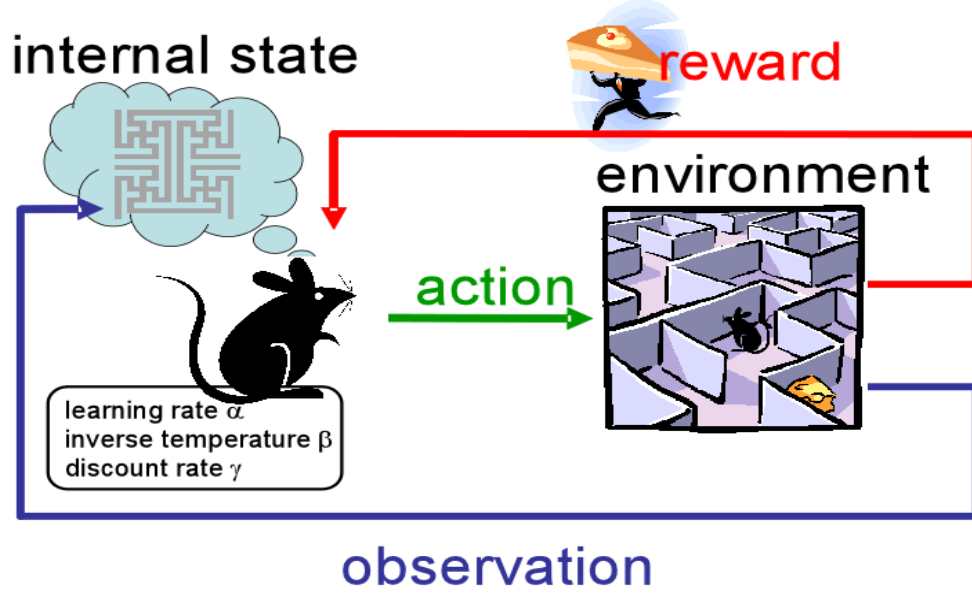 internal state
reward
environment
action
learning rate α
inverse temperature β
discount rate γ
observation